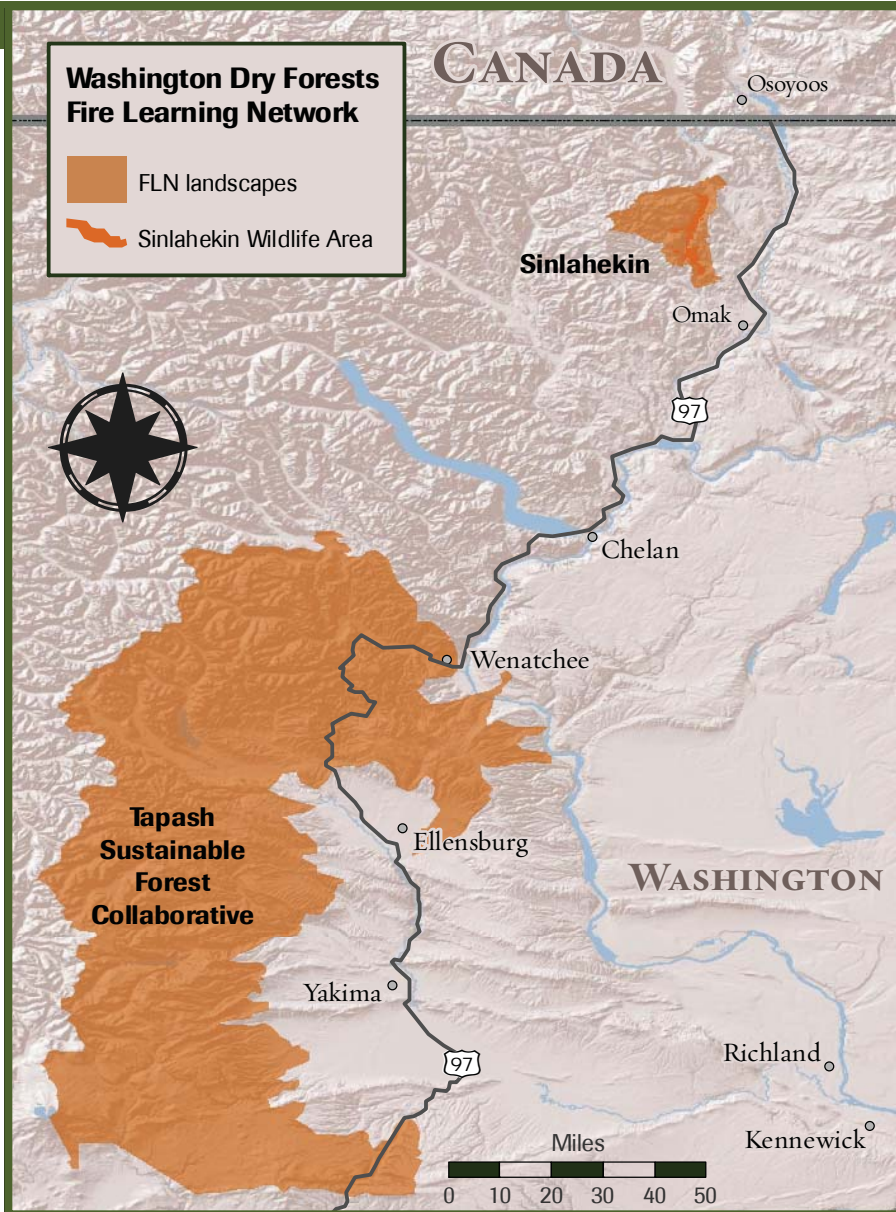 Washington Dry Forests
Fire Learning Network
FLN landscapes
Sinlahekin Wildlife Area
CANADA
Osoyoos
Sinlahekin
Omak
97
Chelan
Wenatchee
Tapash
Sustainable
Forest
Collaborative
Ellensburg
WASHINGTON
Yakima
97
Richland
Kennewick
Miles
0 10 20 30 40 50